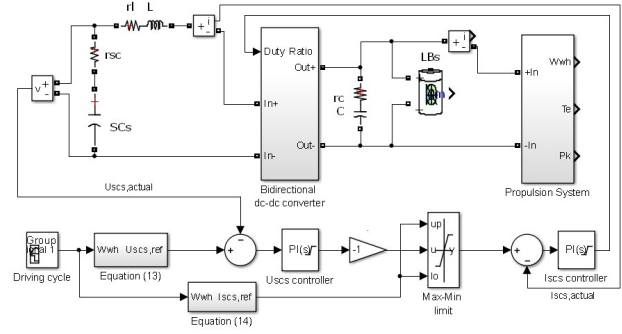 rl L
i
+
-
rsc
v
+
-
SCs
Duty Ratio
Out+
In+
In-
Out-
Bidirectional
dc-dc converter
rc
C
LBs
+
m
i
+
-
+In
-In
Wwh
Te
Pk
Propulsion System
Uscs,actual
Group
Signal 1
Driving cycle
Wwh Uscs,ref
Equation (13)
Wwh Iscs,ref
Equation (14)
+
-
PI(s)
Uscs controller
-1
up
u
y
lo
Max-Min
limit
+
-
PI(s)
Iscs controller
Iscs,actual